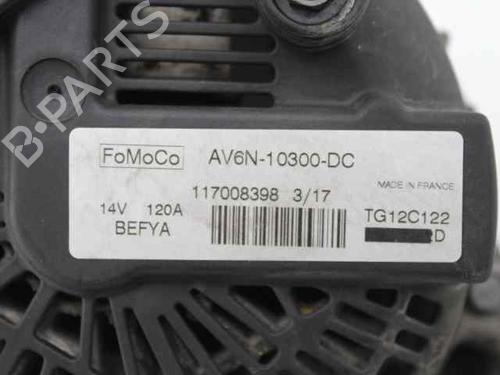 B-PARTS
FoMoCo AV6N-10300-DC
117008398 3/17
MADE IN FRANCE
14V 120A
TG12C122
BEFYA
D